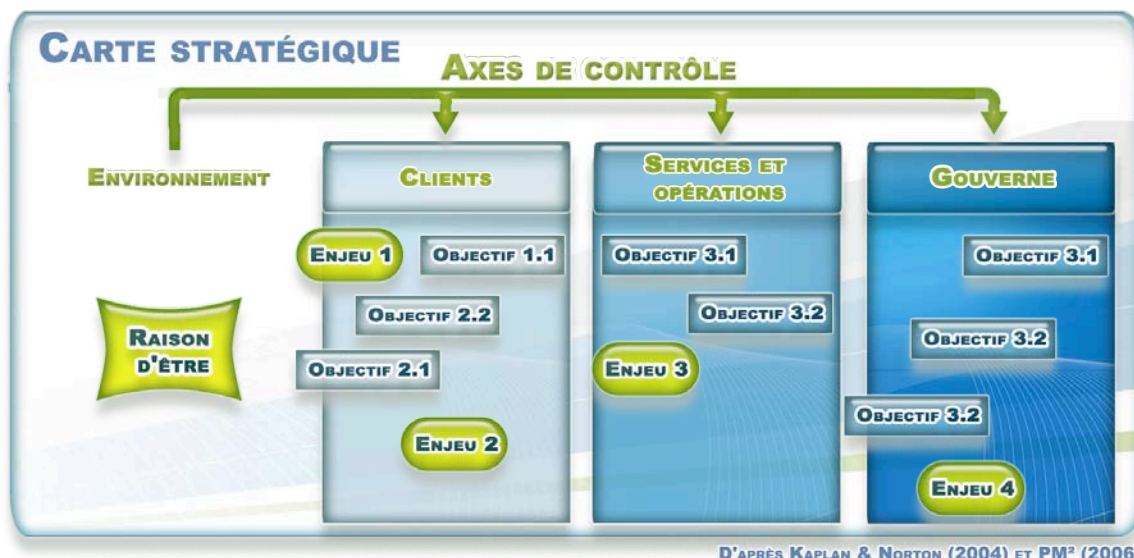 CARTE STRATÉGIQUE
AXES DE CONTRÔLE
ENVIRONNEMENT
CLIENTS
SERVICES ET
OPÉRATIONS
GOUVERNE
ENJEU 1
OBJECTIF 1.1
OBJECTIF 3.1
OBJECTIF 3.1
OBJECTIF 2.2
OBJECTIF 3.2
OBJECTIF 3.2
RAISON
D'ÊTRE
OBJECTIF 2.1
ENJEU 3
OBJECTIF 3.2
ENJEU 2
ENJEU 4
D'APRÈS KAPLAN & NORTON (2004) ET PM² (2006